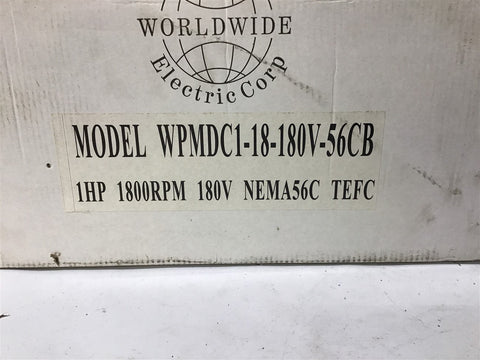 WORLDWIDE
Electric Corp
MODEL WPMDC1-18-180V-56CB
1HP 1800RPM 180V NEMA56C TEFC